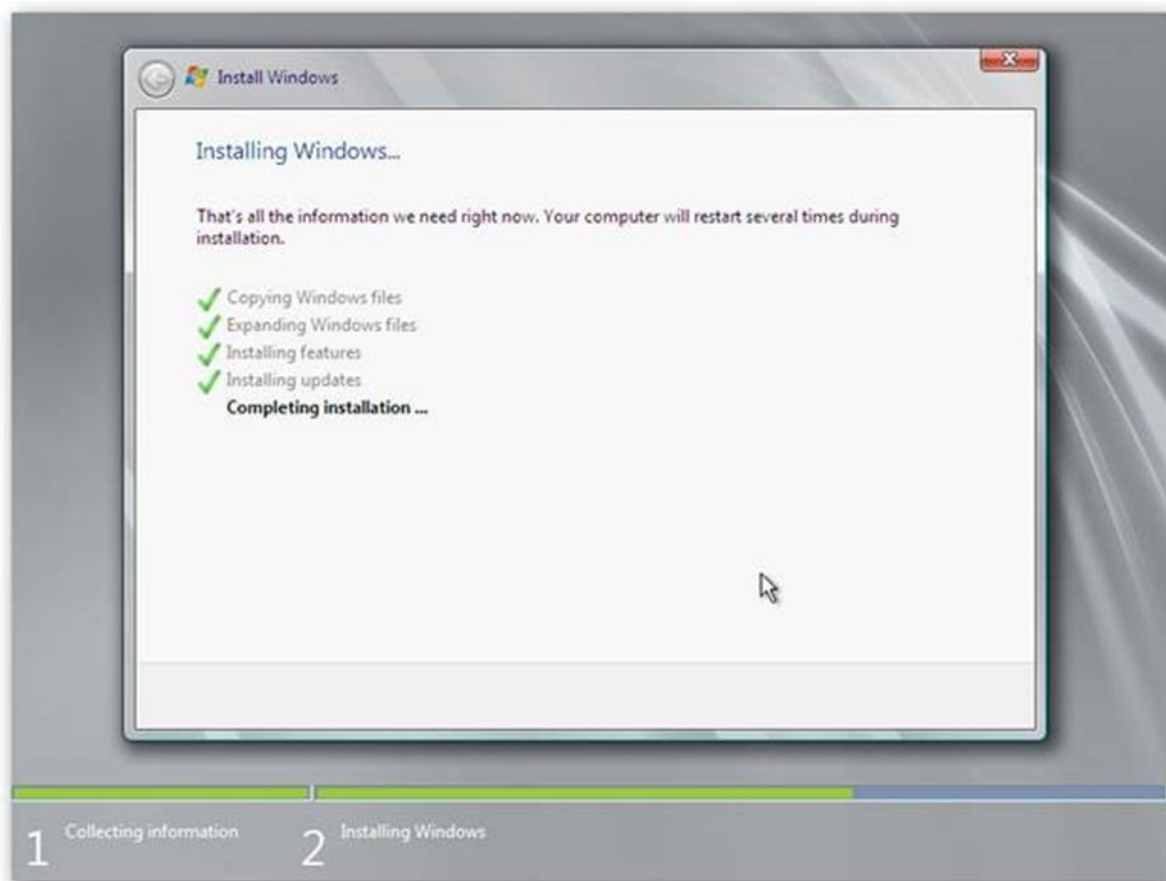 Install Windows
Installing Windows...
That's all the information we need right now. Your computer will restart several times during
installation.
Copying Windows files
Expanding Windows files
Installing features
Installing updates
Completing installation ...
1 Collecting information 2 Installing Windows